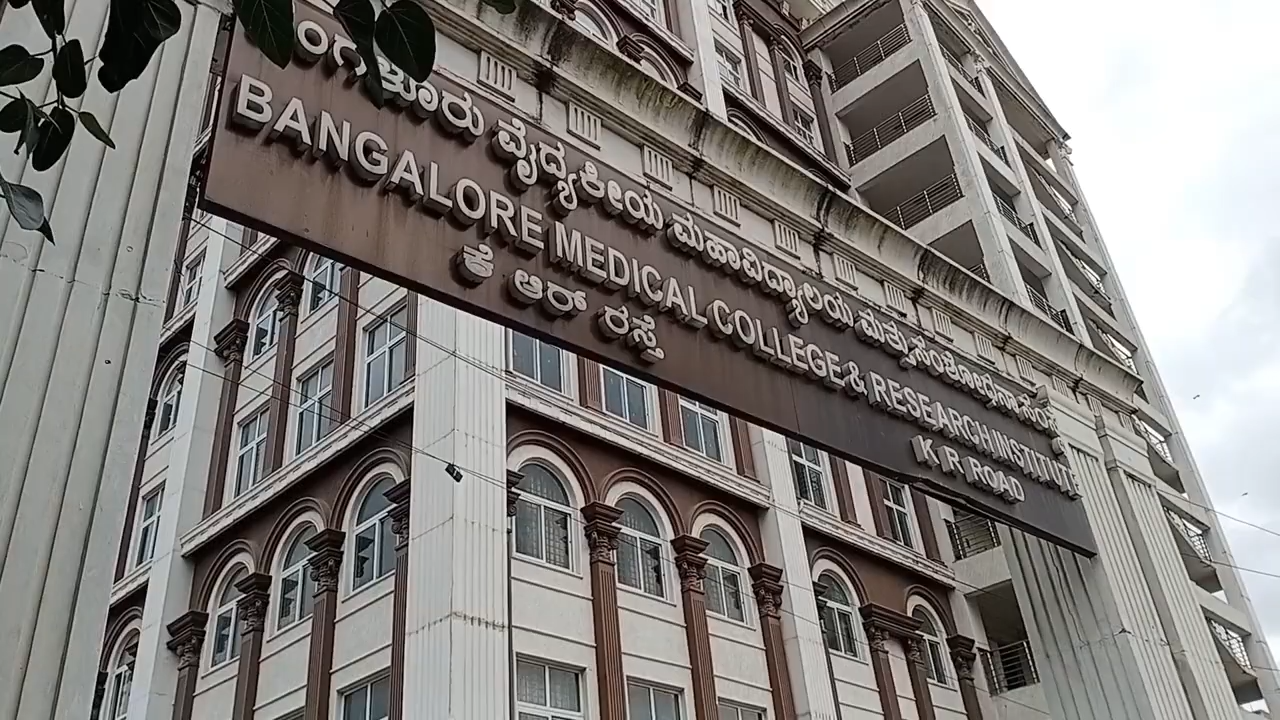 ಬೆಂಗಳೂರು ವೈದ್ಯಕೀಯ ಮಹಾವಿದ್ಯಾಲಯ ಮತ್ತು ಸಂಶೋಧನಾ ಸಂಸ್ಥೆ
BANGALORE MEDICAL COLLEGE & RESEARCH INSTITUTE
ಕೆ ಆರ್ ರಸ್ತೆ
K R ROAD